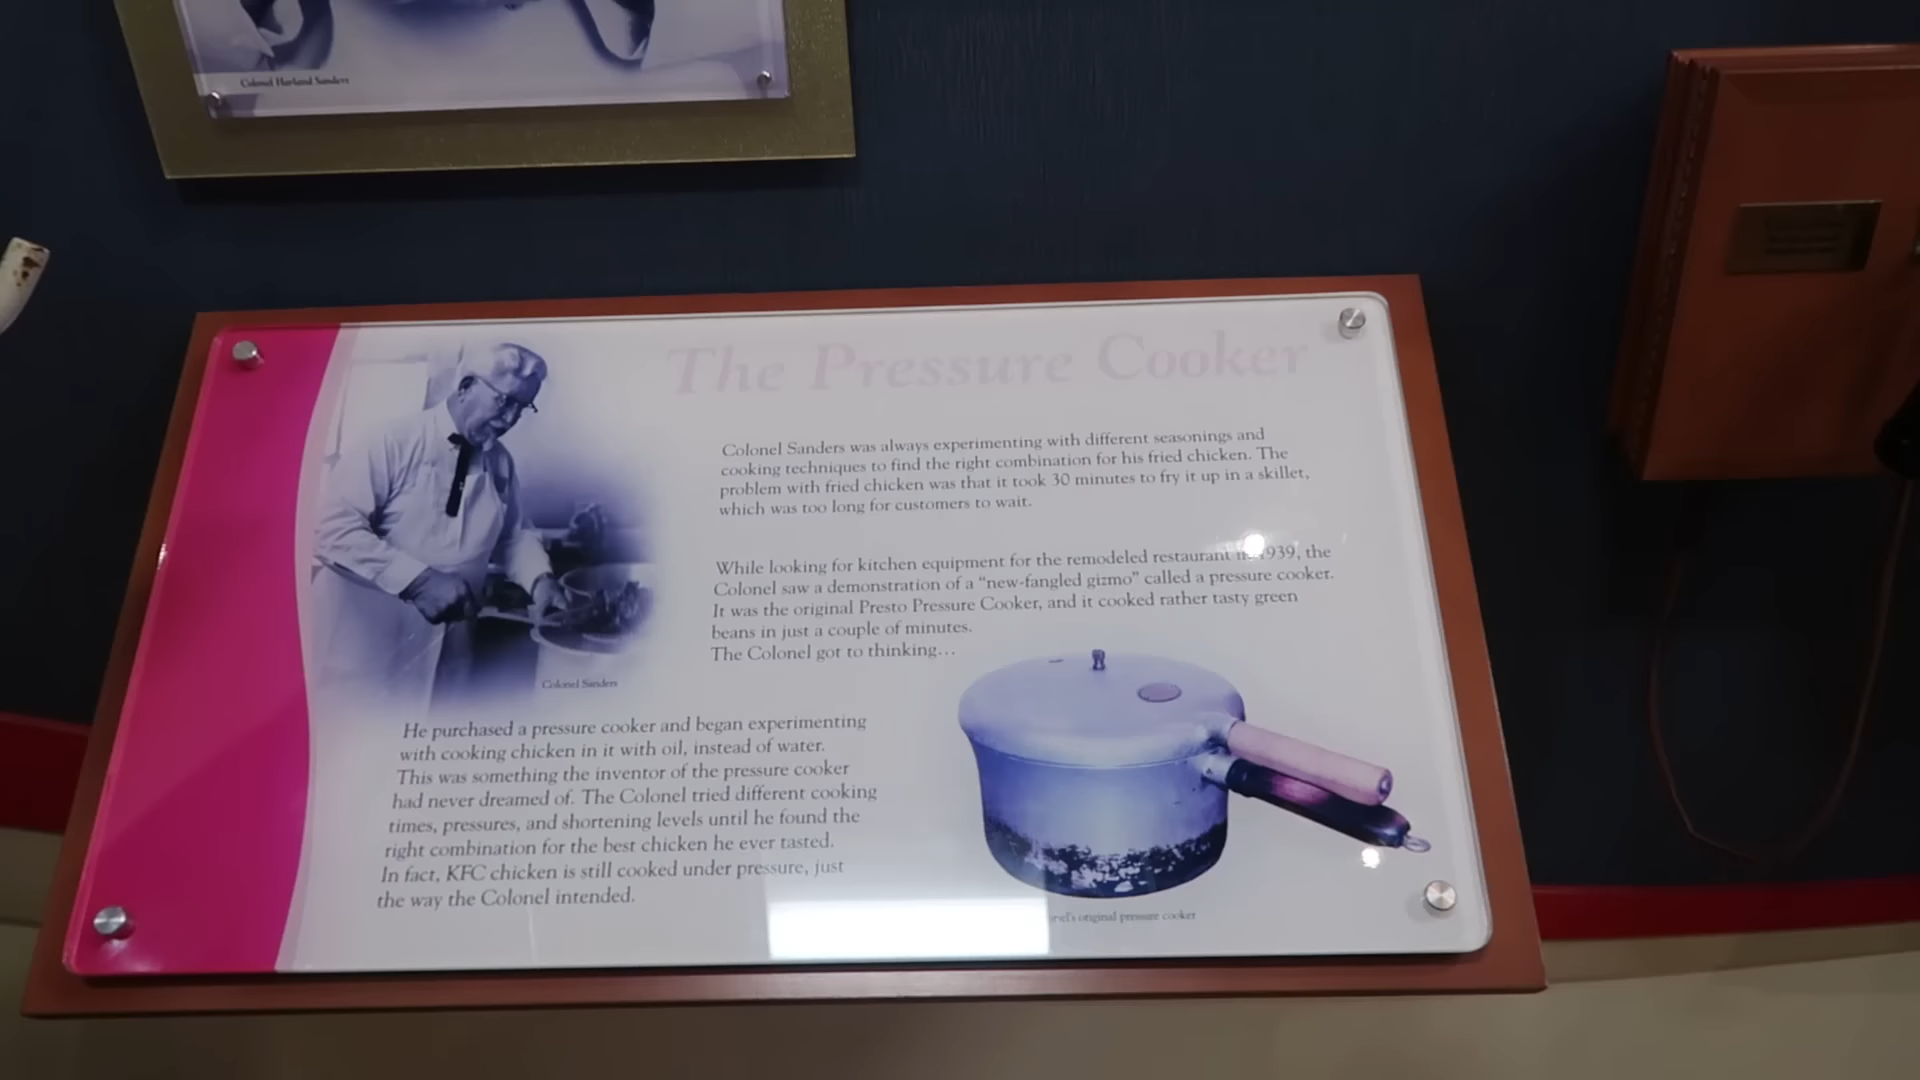 Colonel Harland Sanders
The Pressure Cooker
Colonel Sanders was always experimenting with different seasonings and
cooking techniques to find the right combination for his fried chicken. The
problem with fried chicken was that it took 30 minutes to fry it up in a skillet,
which was too long for customers to wait.
While looking for kitchen equipment for the remodeled restaurant in 1939, the
Colonel saw a demonstration of a “new-fangled gizmo” called a pressure cooker.
It was the original Presto Pressure Cooker, and it cooked rather tasty green
beans in just a couple of minutes.
The Colonel got to thinking…
Colonel Sanders
He purchased a pressure cooker and began experimenting
with cooking chicken in it with oil, instead of water.
This was something the inventor of the pressure cooker
had never dreamed of. The Colonel tried different cooking
times, pressures, and shortening levels until he found the
right combination for the best chicken he ever tasted.
In fact, KFC chicken is still cooked under pressure, just
the way the Colonel intended.
original pressure cooker